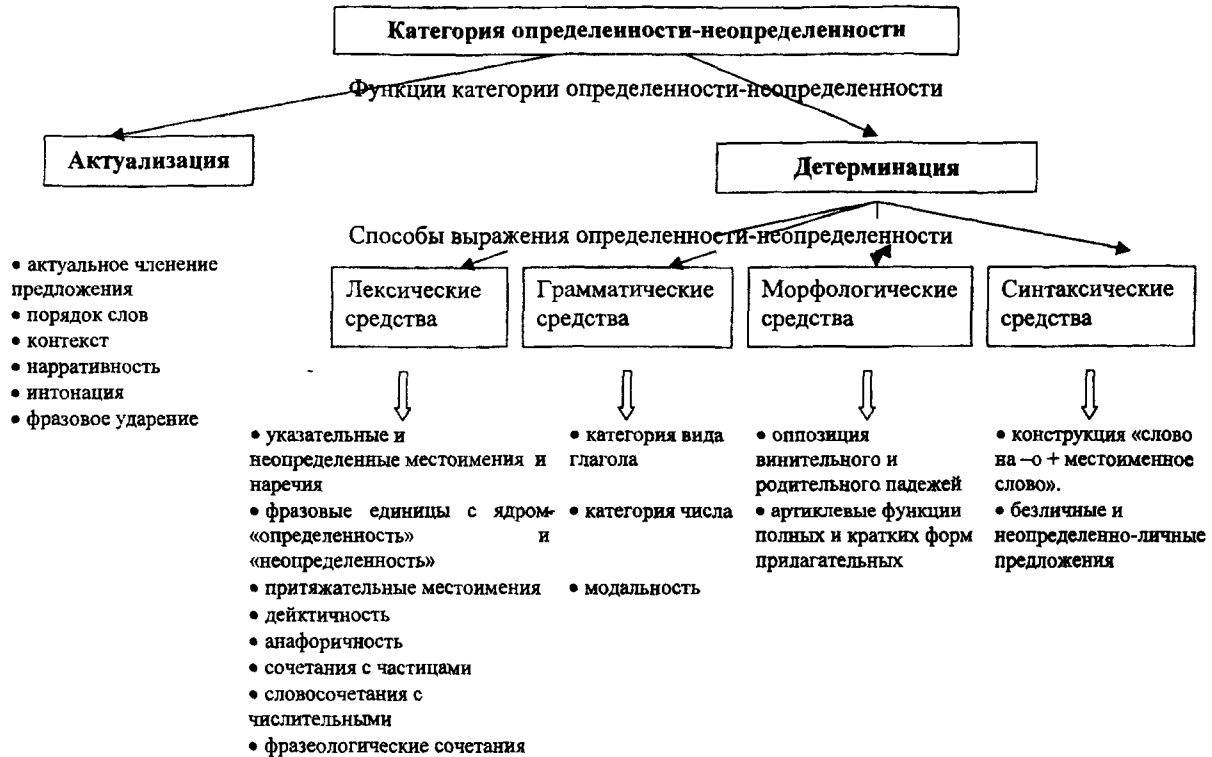 Категория определенности-неопределенности
Функции категории определенности-неопределенности
Актуализация
Детерминация
Способы выражения определенности-неопределенности
• актуальное членение
предложения
• порядок слов
• контекст
• нарративность
• интонация
• фразовое ударение
Лексические
средства
Грамматические
средства
Морфологические
средства
Синтаксические
средства
• указательные и
неопределенные местоимения и
наречия
• фразовые единицы с ядром-
«определенность» и
«неопределенность»
• притяжательные местоимения
• дейктичность
• анафоричность
• сочетания с частицами
• словосочетания с
числительными
• фразеологические сочетания
• категория вида
глагола
• категория числа
• модальность
• оппозиция
винительного и
родительного падежей
• артиклевые функции
полных и кратких форм
прилагательных
• конструкция «слово
на –о + местоименное
слово».
• безличные и
неопределенно-личные
предложения